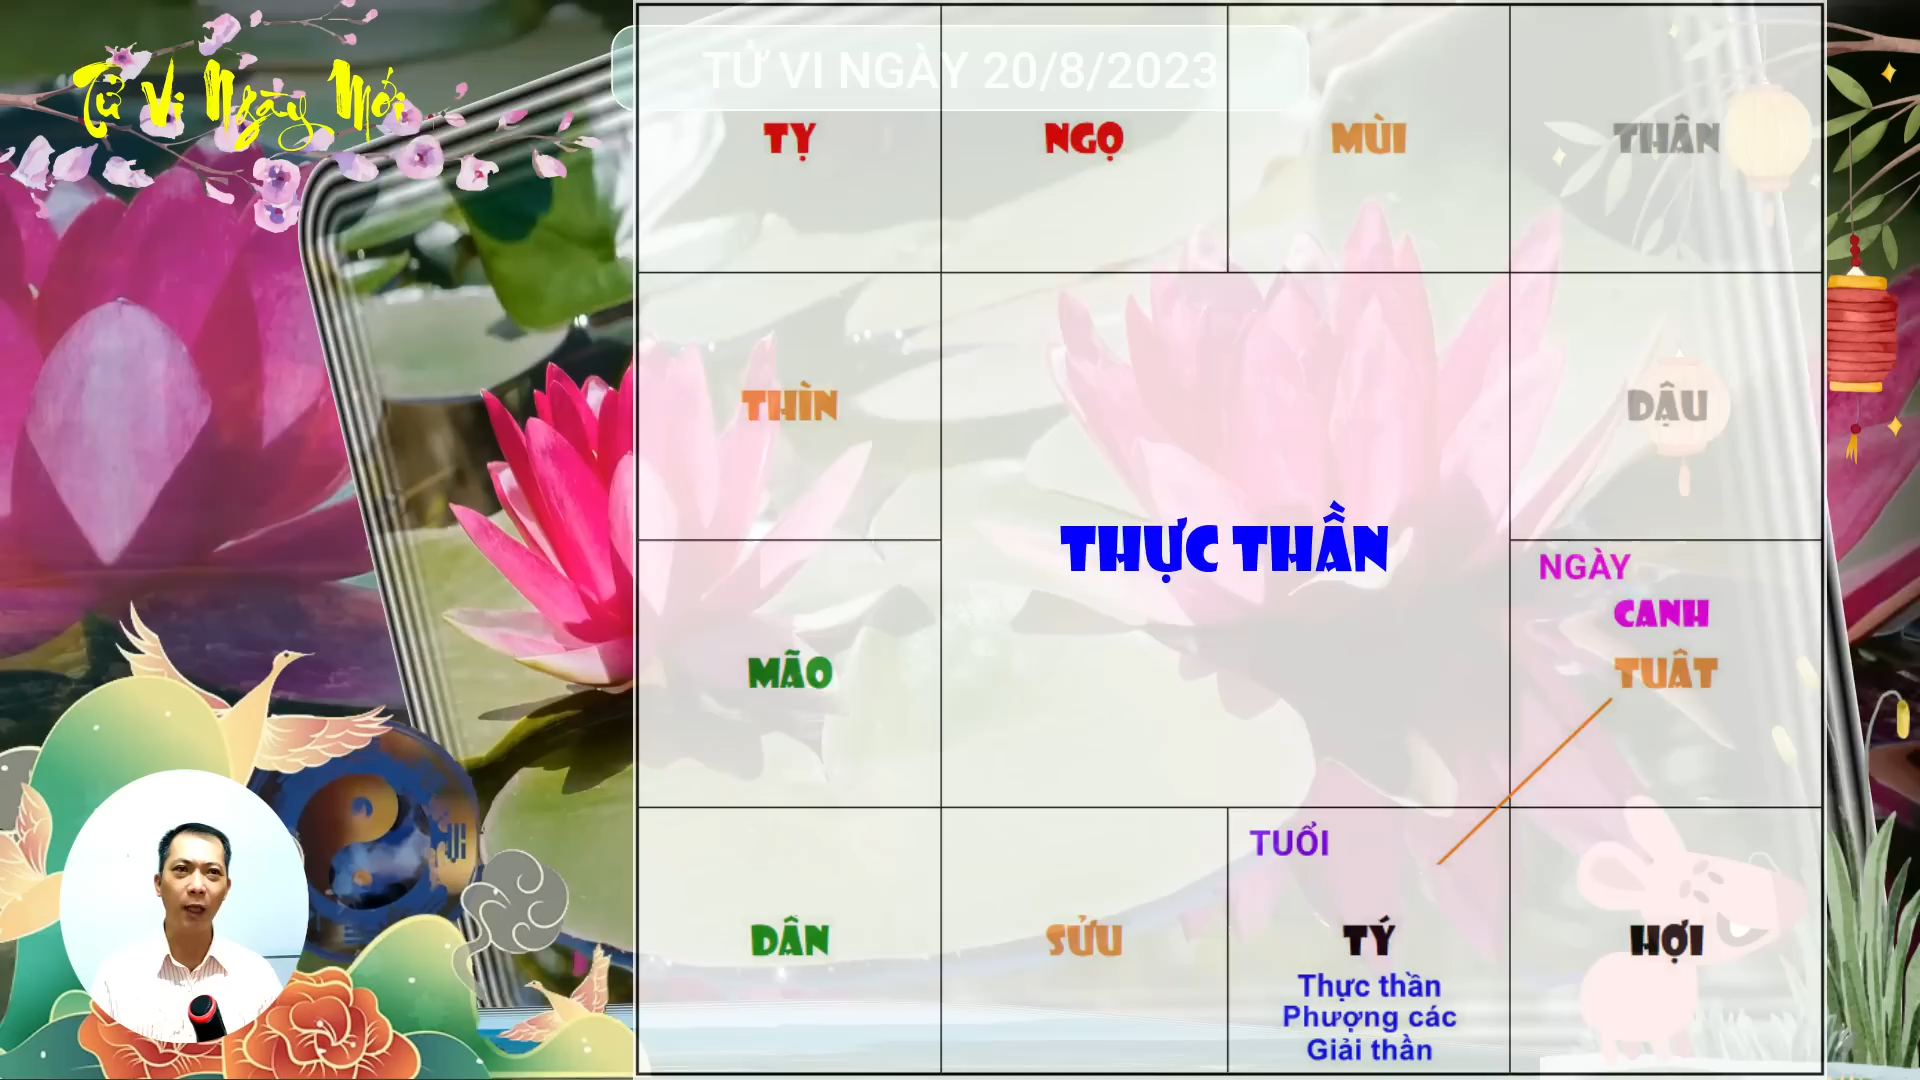 Tử Vi Ngày Mới
TỬ VI NGÀY 20/8/2023
TỴ
NGỌ
MÙI
THÂN
THÌN
DẬU
THỰC THẦN
NGÀY
CANH
TUẤT
MÃO
TUỔI
DẦN
SỬU
TÝ
HỢI
Thực thần
Phượng các
Giải thần